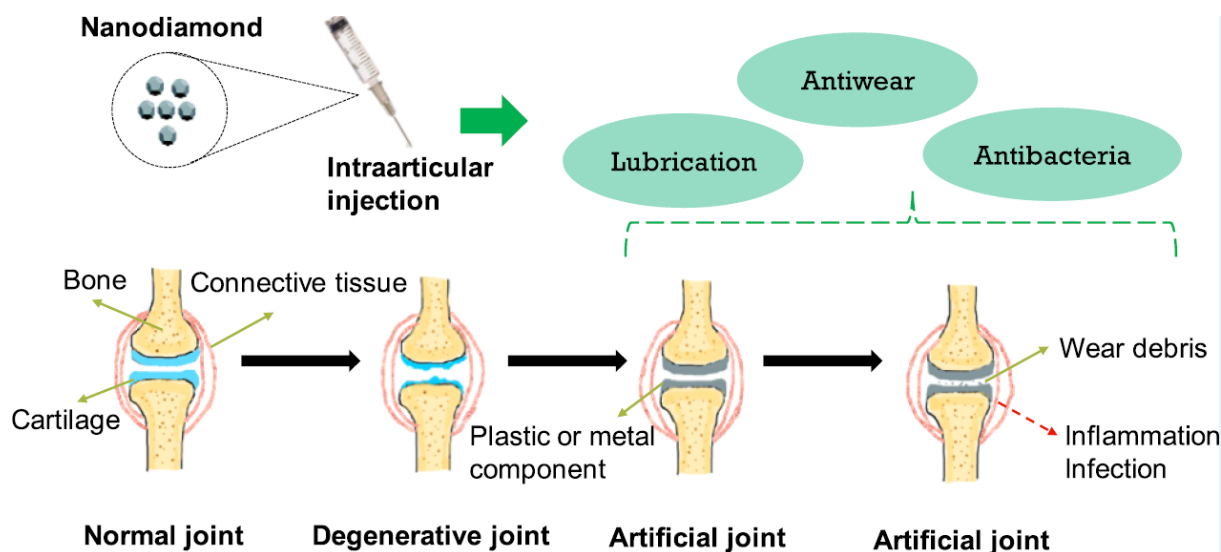 Nanodiamond
Intraarticular
injection
Antiwear
Lubrication
Antibacteria
Bone
Connective tissue
Cartilage
Plastic or metal
component
Wear debris
Inflammation
Infection
Normal joint
Degenerative joint
Artificial joint
Artificial joint